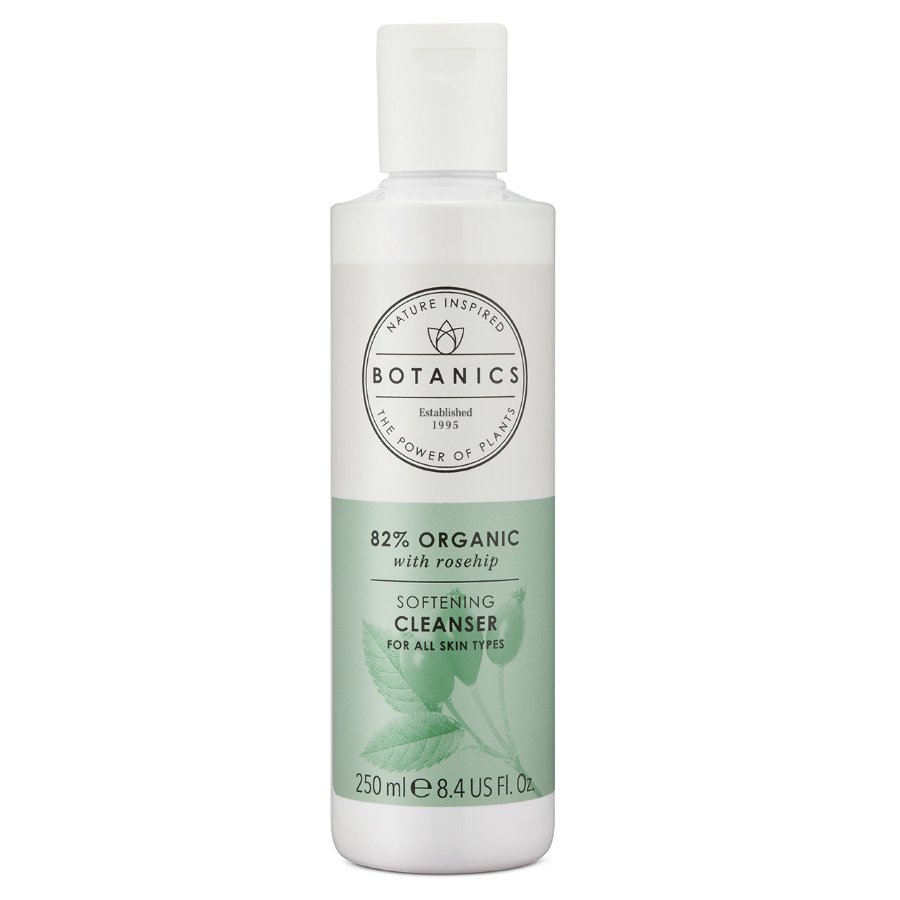 NATURE INSPIRED
BOTANICS
Established
1995
THE POWER OF PLANTS
82% ORGANIC
with rosehip
SOFTENING
CLEANSER
FOR ALL SKIN TYPES
250 ml ℮ 8.4 US Fl. Oz.